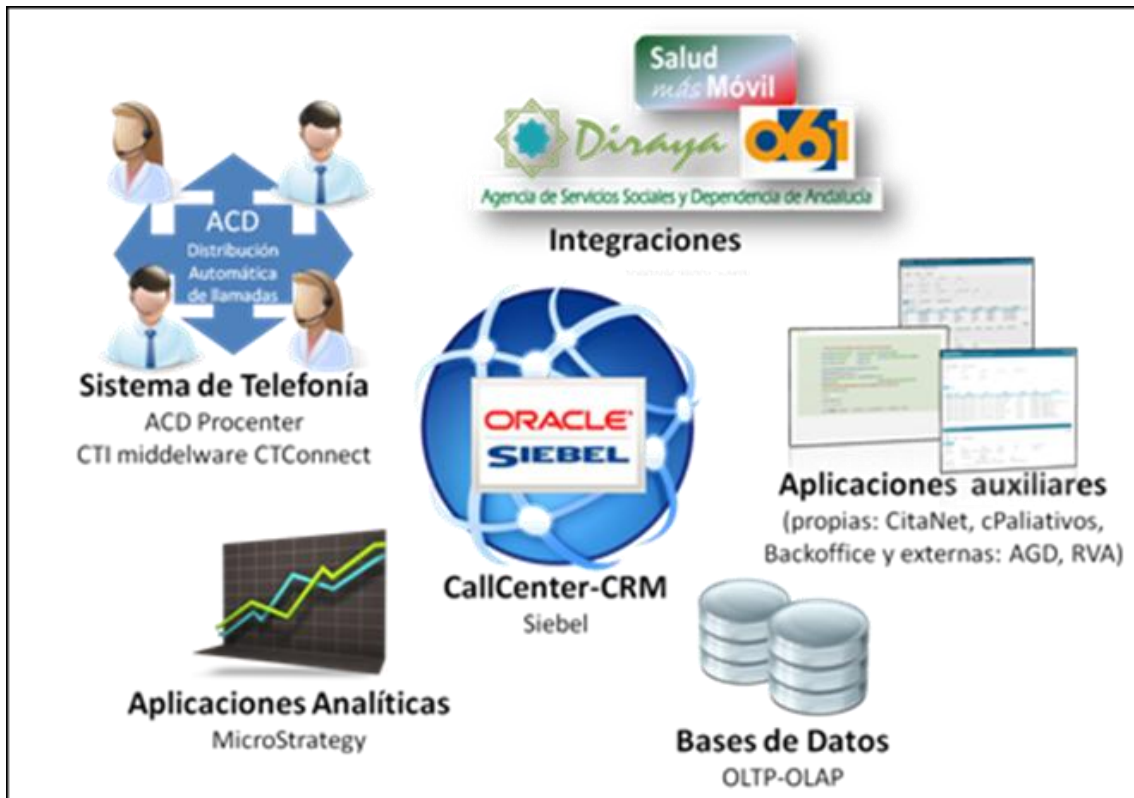 Salud
más Móvil
Diraya
061
Agencia de Servicios Sociales y Dependencia de Andalucía
Integraciones
ACD
Distribución
Automática
de llamadas
Sistema de Telefonía
ACD Procenter
CTI middelware CTConnect
ORACLE
SIEBEL
CallCenter-CRM
Siebel
Aplicaciones auxiliares
(propias: CitaNet, cPaliativos,
Backoffice y externas: AGD, RVA)
Aplicaciones Analíticas
MicroStrategy
Bases de Datos
OLTP-OLAP